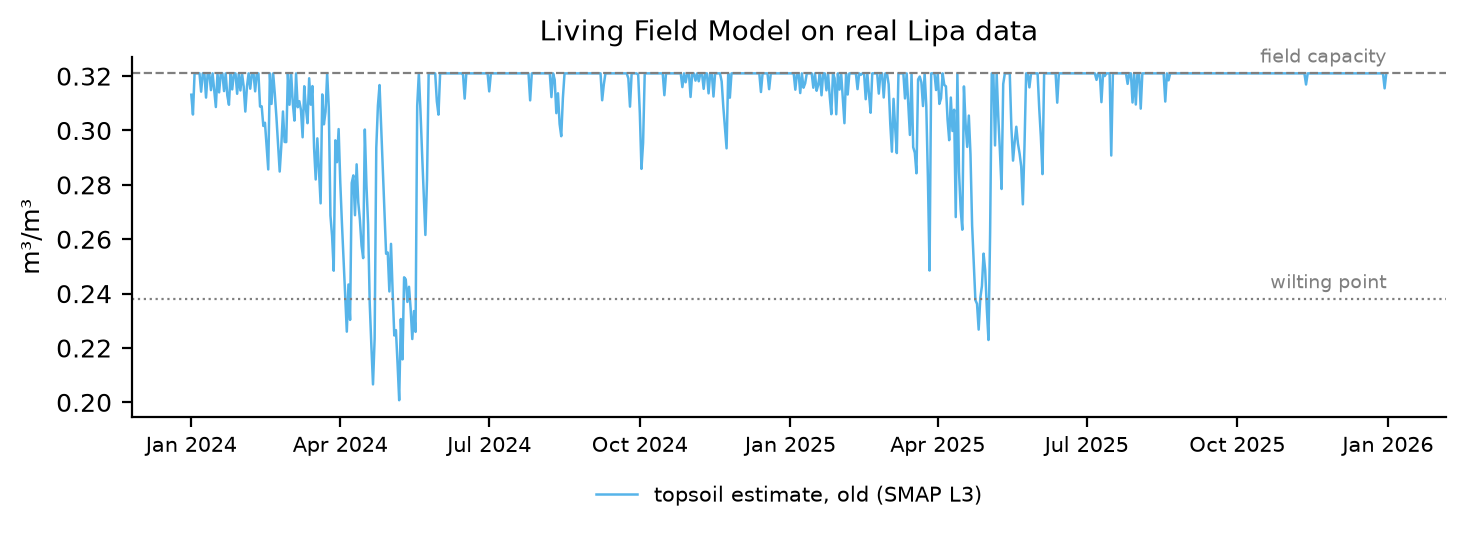 Living Field Model on real Lipa data
field capacity
0.32
0.30
0.28
0.26
0.24
0.22
0.20
m³/m³
wilting point
Jan 2024 Apr 2024 Jul 2024 Oct 2024 Jan 2025 Apr 2025 Jul 2025 Oct 2025 Jan 2026
topsoil estimate, old (SMAP L3)